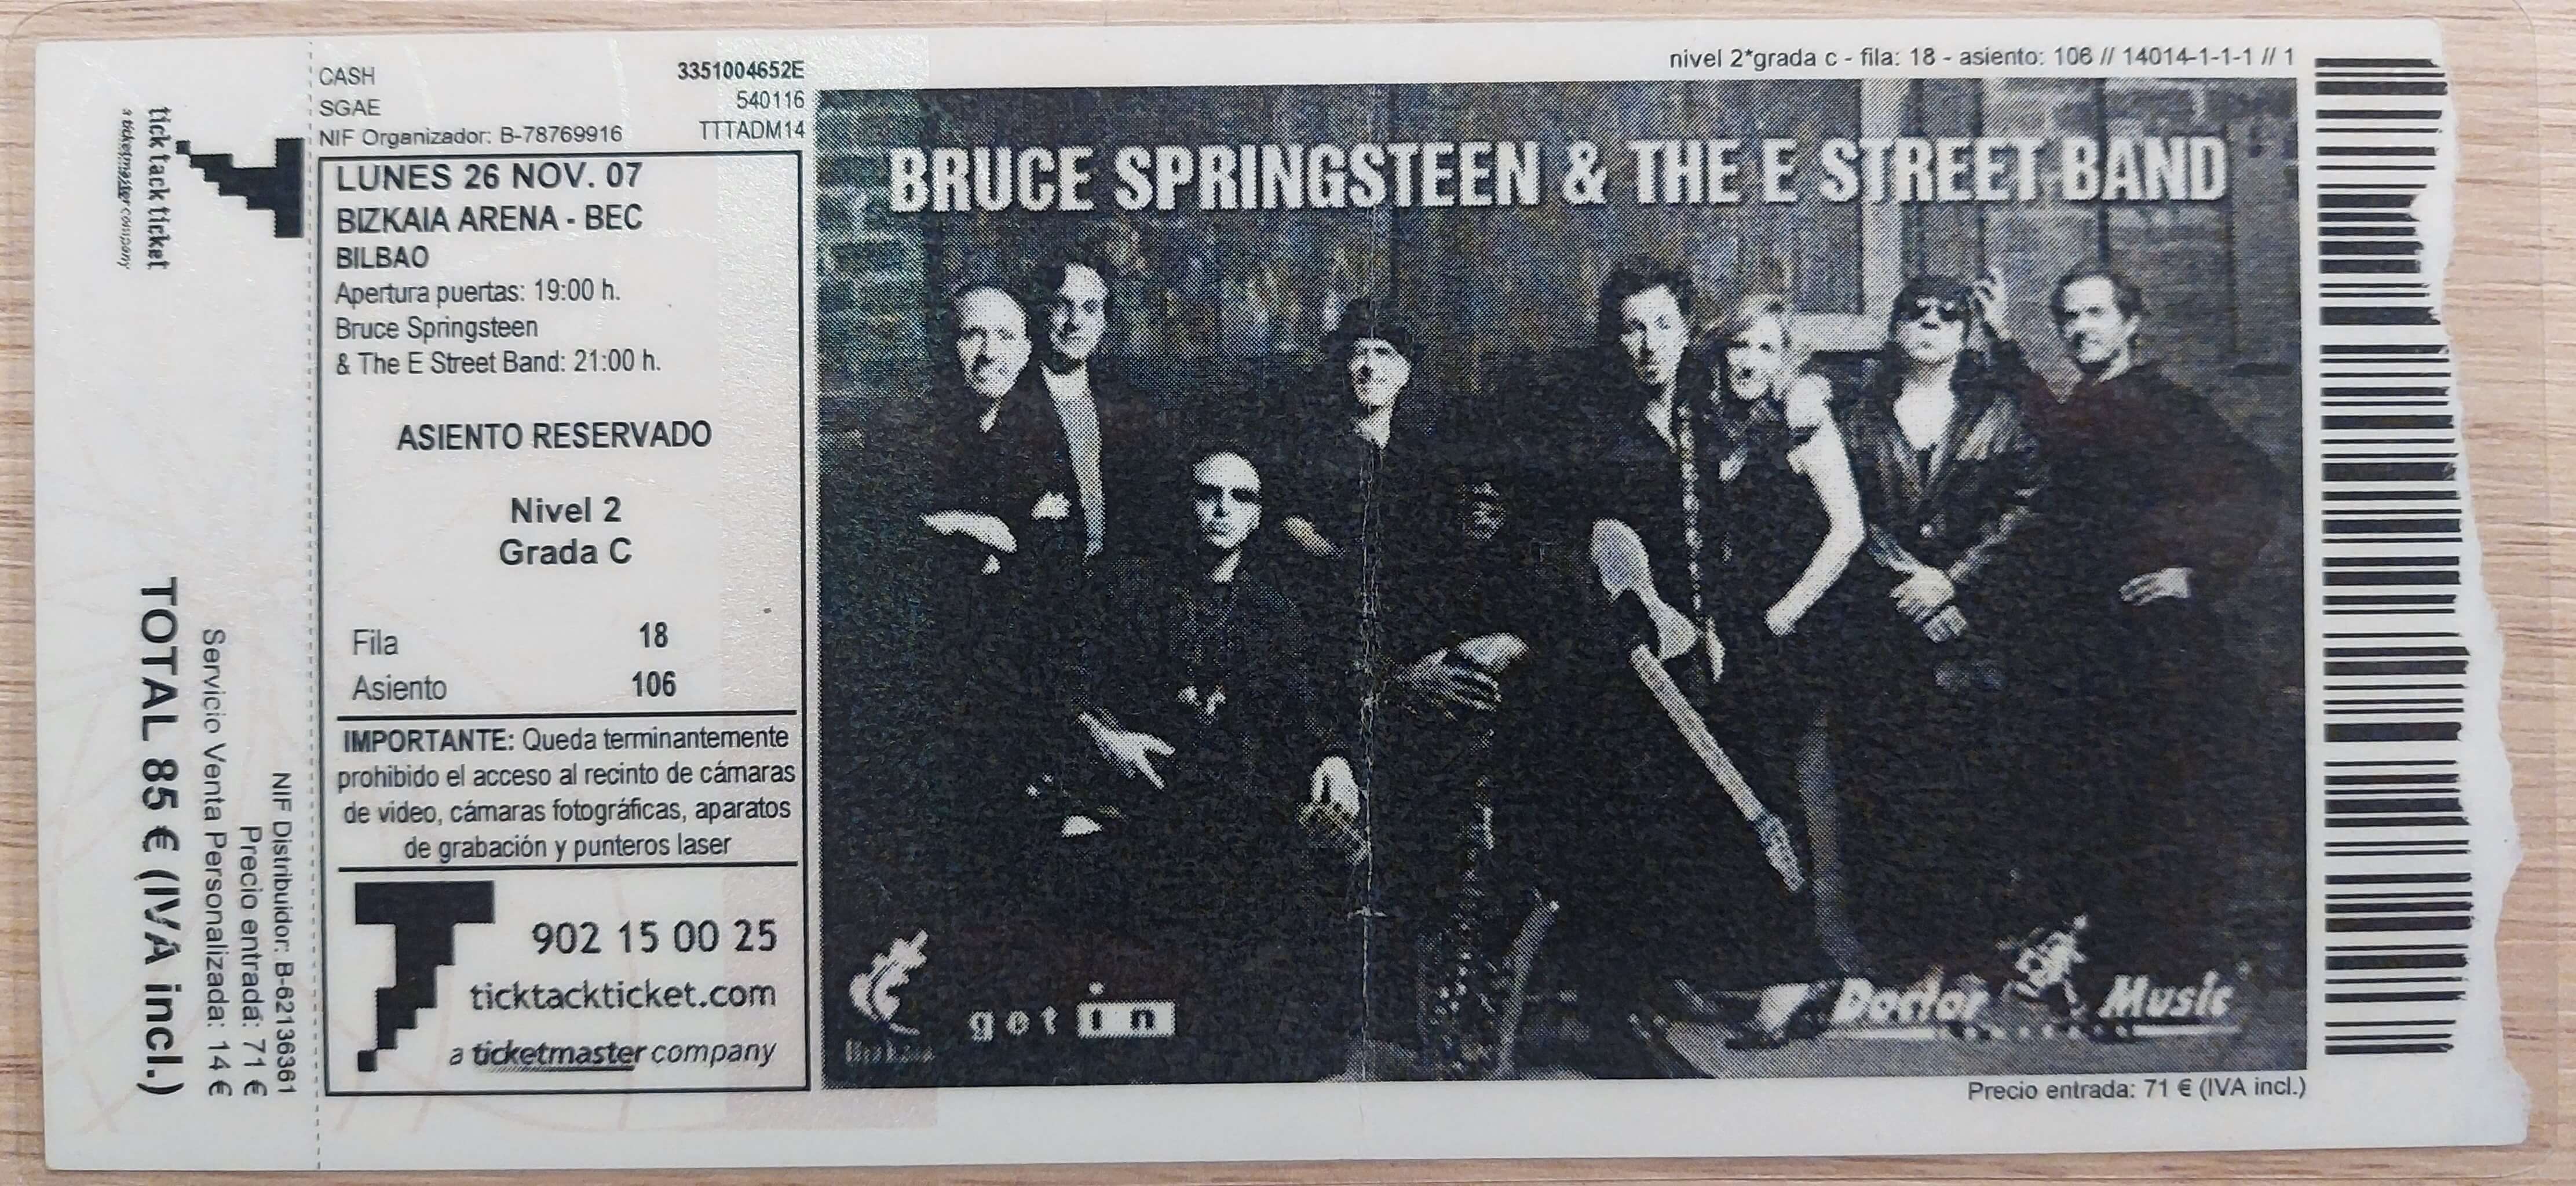 tick tack ticket
a ticketmaster company
TOTAL 85 € (IVA incl.)
Servicio Venta Personalizada: 14 €
Precio entrada: 71 €
NIF Distribuidor: B-62136361
CASH
SGAE
NIF Organizador: B-78769916
3351004652E
540116
TTTADM14
LUNES 26 NOV. 07
BIZKAIA ARENA - BEC
BILBAO
Apertura puertas: 19:00 h.
Bruce Springsteen
& The E Street Band: 21:00 h.
ASIENTO RESERVADO
Nivel 2
Grada C
Fila 18
Asiento 106
IMPORTANTE: Queda terminantemente
prohibido el acceso al recinto de cámaras
de video, cámaras fotográficas, aparatos
de grabación y punteros laser
902 15 00 25
ticktackticket.com
a ticketmaster company
nivel 2*grada c - fila: 18 - asiento: 106 // 14014-1-1-1 // 1
BRUCE SPRINGSTEEN & THE E STREET BAND
get in
Doctor Music
Precio entrada: 71 € (IVA incl.)